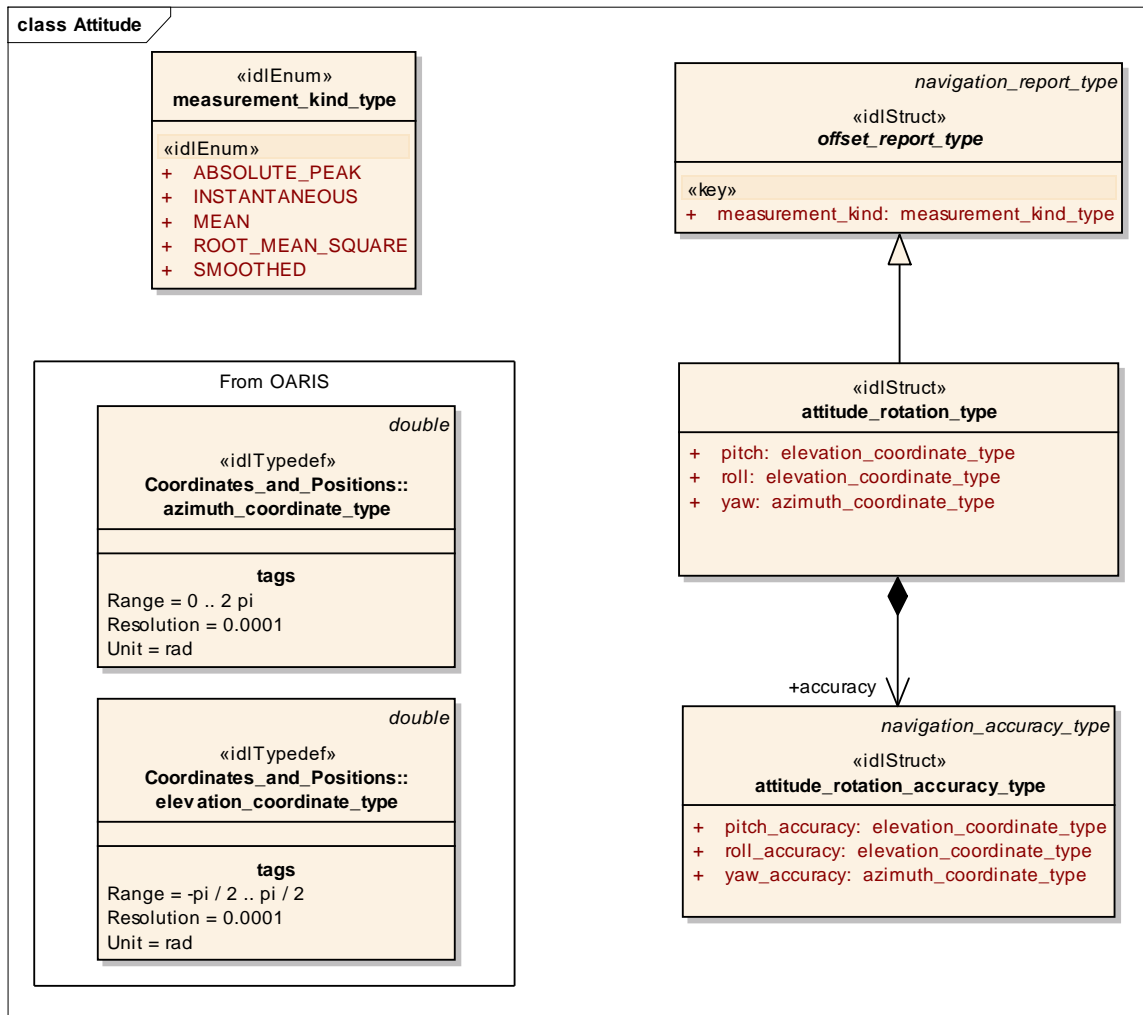 class Attitude
«idlEnum»
measurement_kind_type
«idlEnum»
+ ABSOLUTE_PEAK
+ INSTANTANEOUS
+ MEAN
+ ROOT_MEAN_SQUARE
+ SMOOTHED
navigation_report_type
«idlStruct»
offset_report_type
«key»
+ measurement_kind: measurement_kind_type
From OARIS
double
«idlTypedef»
Coordinates_and_Positions::
azimuth_coordinate_type
tags
Range = 0 .. 2 pi
Resolution = 0.0001
Unit = rad
double
«idlTypedef»
Coordinates_and_Positions::
elevation_coordinate_type
tags
Range = -pi / 2 .. pi / 2
Resolution = 0.0001
Unit = rad
«idlStruct»
attitude_rotation_type
+ pitch: elevation_coordinate_type
+ roll: elevation_coordinate_type
+ yaw: azimuth_coordinate_type
+accuracy
navigation_accuracy_type
«idlStruct»
attitude_rotation_accuracy_type
+ pitch_accuracy: elevation_coordinate_type
+ roll_accuracy: elevation_coordinate_type
+ yaw_accuracy: azimuth_coordinate_type